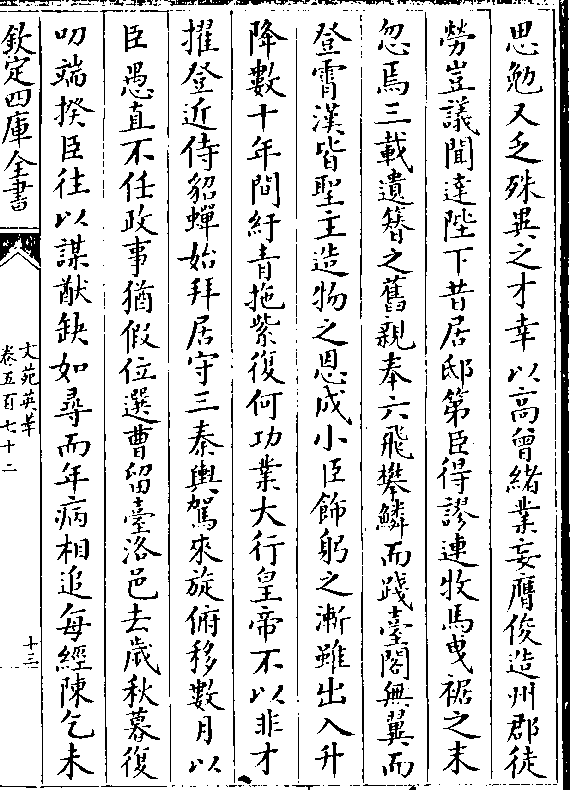 思勉又乏殊異之才幸以高曾緒業妄膺俊造州郡徒
勞豈議聞達陛下昔居邸第臣得謬連牧馬曳裾之末
忽焉三載遺簪之舊親奉六飛攀鱗而踐臺閣無翼而
登霄漢皆聖主造物之恩成小臣飾躬之漸雖出入升
降數十年間紆青拖紫復何功業大行皇帝不以非才
擢登近侍貂蟬始拜居守三秦輿駕來旋俯移數月以
臣愚直不任政事猶假位選曹留臺洛邑去歲秋暮復
叨端揆臣往以謀猷缺如尋而年病相追每經陳乞未
欽定四庫全書
文苑英華
卷五百七十二
十三